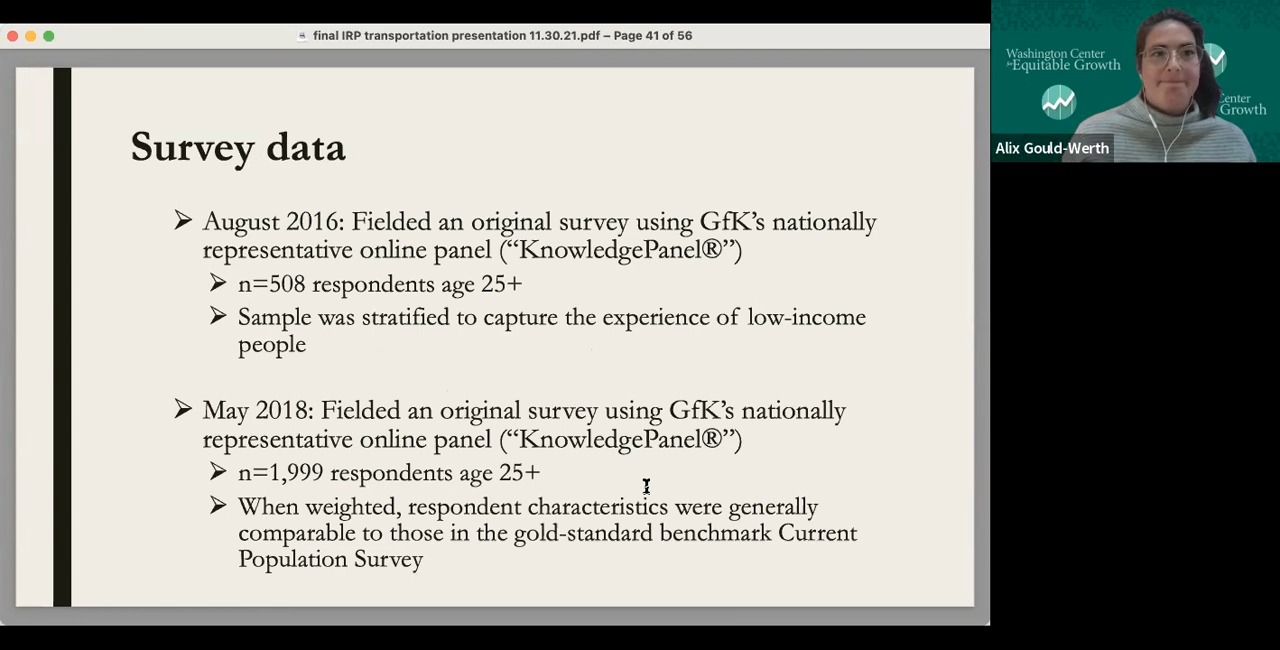 final IRP transportation presentation 11.30.21.pdf – Page 41 of 56
Survey data
➢ August 2016: Fielded an original survey using GfK’s nationally
representative online panel (“KnowledgePanel®”)
➢ n=508 respondents age 25+
➢ Sample was stratified to capture the experience of low-income
people
➢ May 2018: Fielded an original survey using GfK’s nationally
representative online panel (“KnowledgePanel®”)
➢ n=1,999 respondents age 25+
➢ When weighted, respondent characteristics were generally
comparable to those in the gold-standard benchmark Current
Population Survey
Washington Center
for Equitable Growth
Center
Growth
Alix Gould-Werth